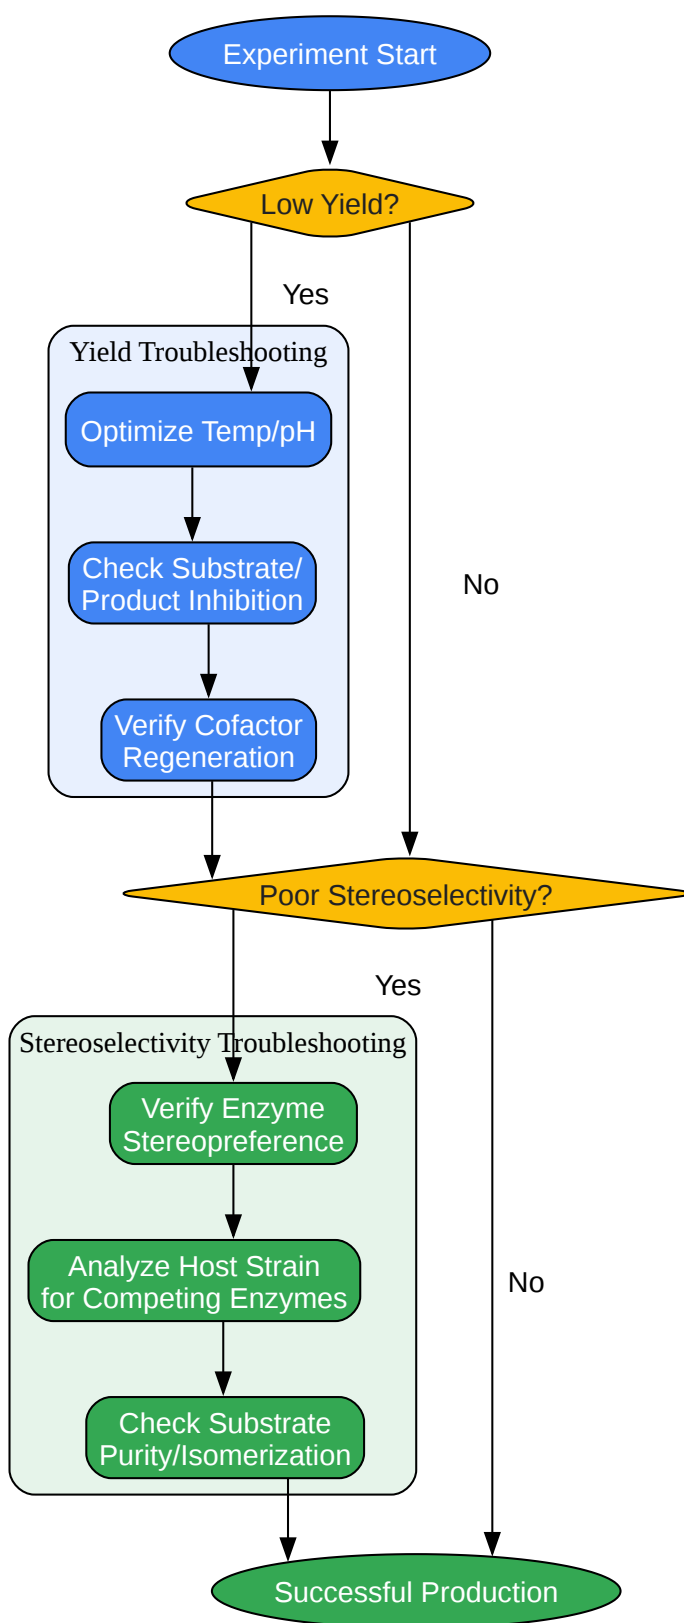 Experiment Start
Low Yield?
Yes
Yield Troubleshooting
Optimize Temp/pH
Check Substrate/
Product Inhibition
No
Verify Cofactor
Regeneration
Poor Stereoselectivity?
Yes
Stereoselectivity Troubleshooting
Verify Enzyme
Stereopreference
Analyze Host Strain
for Competing Enzymes
No
Check Substrate
Purity/Isomerization
Successful Production